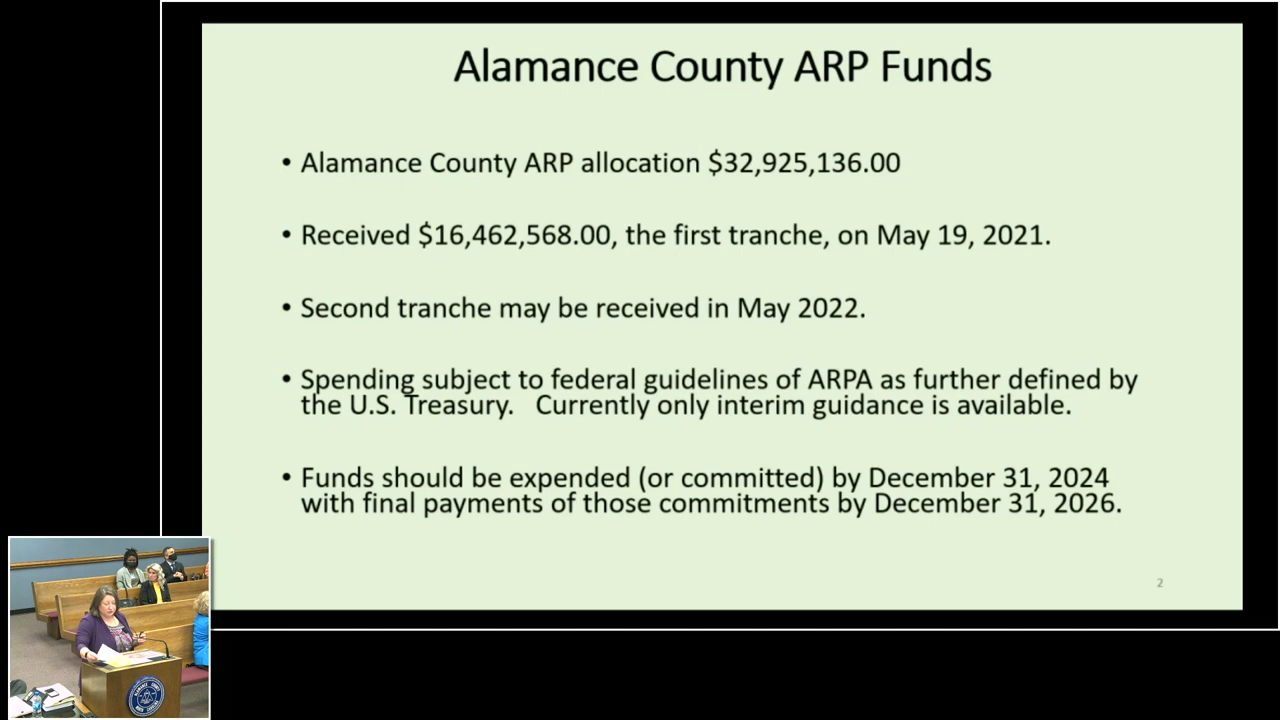 Alamance County ARP Funds
• Alamance County ARP allocation $32,925,136.00
• Received $16,462,568.00, the first tranche, on May 19, 2021.
• Second tranche may be received in May 2022.
• Spending subject to federal guidelines of ARPA as further defined by
the U.S. Treasury.   Currently only interim guidance is available.
• Funds should be expended (or committed) by December 31, 2024
with final payments of those commitments by December 31, 2026.
2